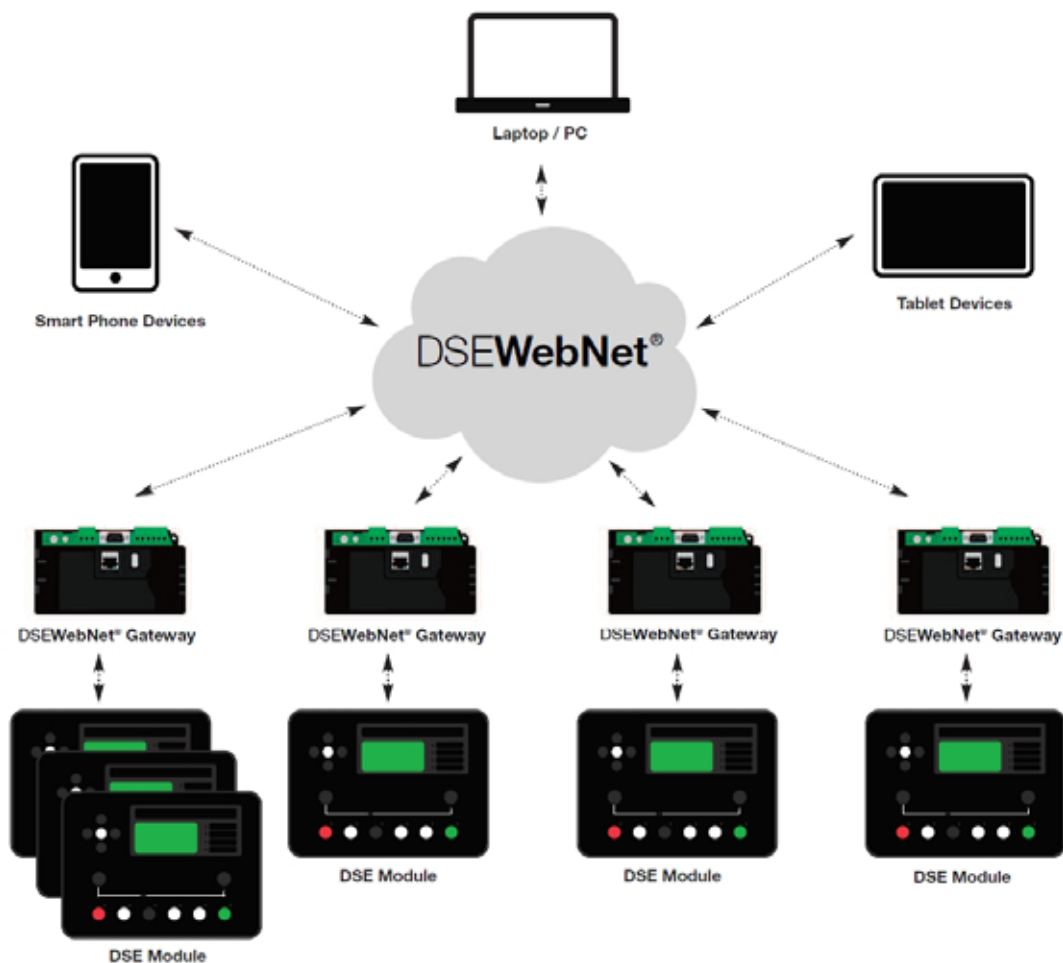 Laptop / PC
Smart Phone Devices
Tablet Devices
DSEWebNet®
DSEWebNet® Gateway
DSEWebNet® Gateway
DSEWebNet® Gateway
DSEWebNet® Gateway
DSE Module
DSE Module
DSE Module
DSE Module